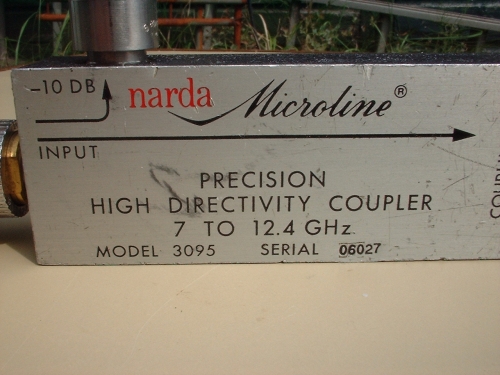 -10 DB
narda Microline®
INPUT
PRECISION
HIGH DIRECTIVITY COUPLER
7 TO 12.4 GHz
MODEL 3095 SERIAL 06027